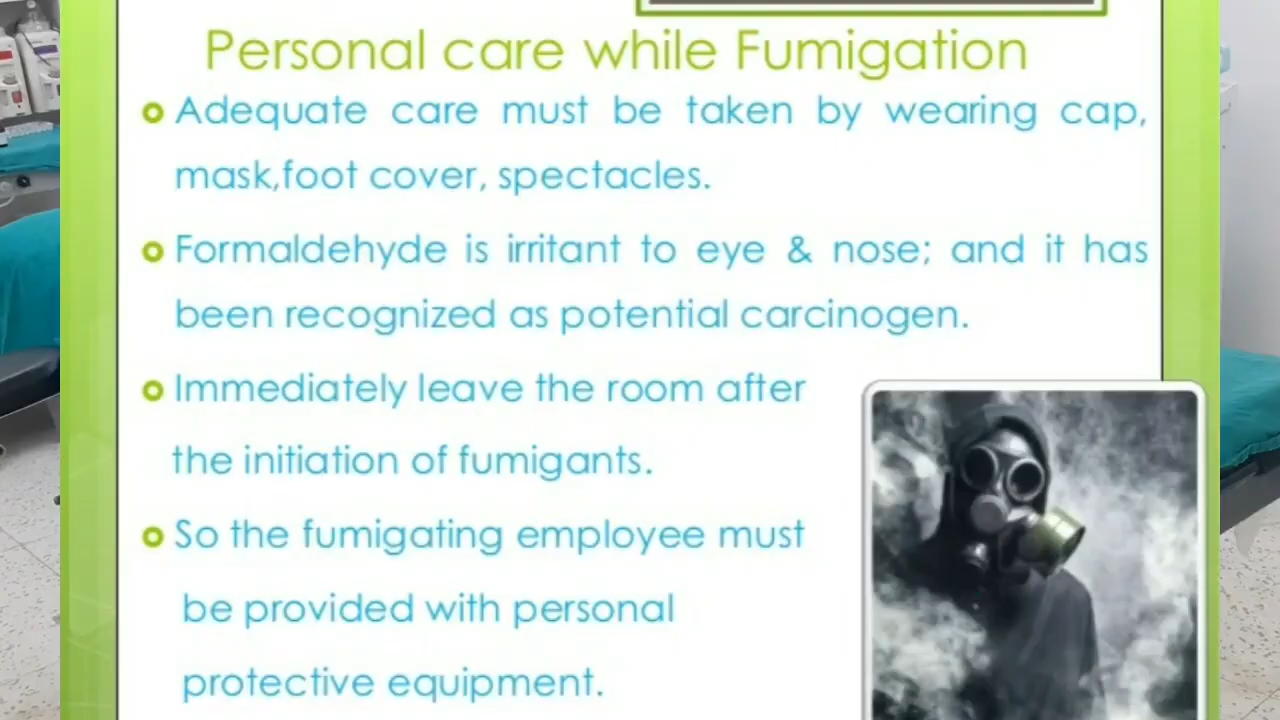 Personal care while Fumigation
Adequate care must be taken by wearing cap,
mask,foot cover, spectacles.
Formaldehyde is irritant to eye & nose; and it has
been recognized as potential carcinogen.
Immediately leave the room after
the initiation of fumigants.
So the fumigating employee must
be provided with personal
protective equipment.